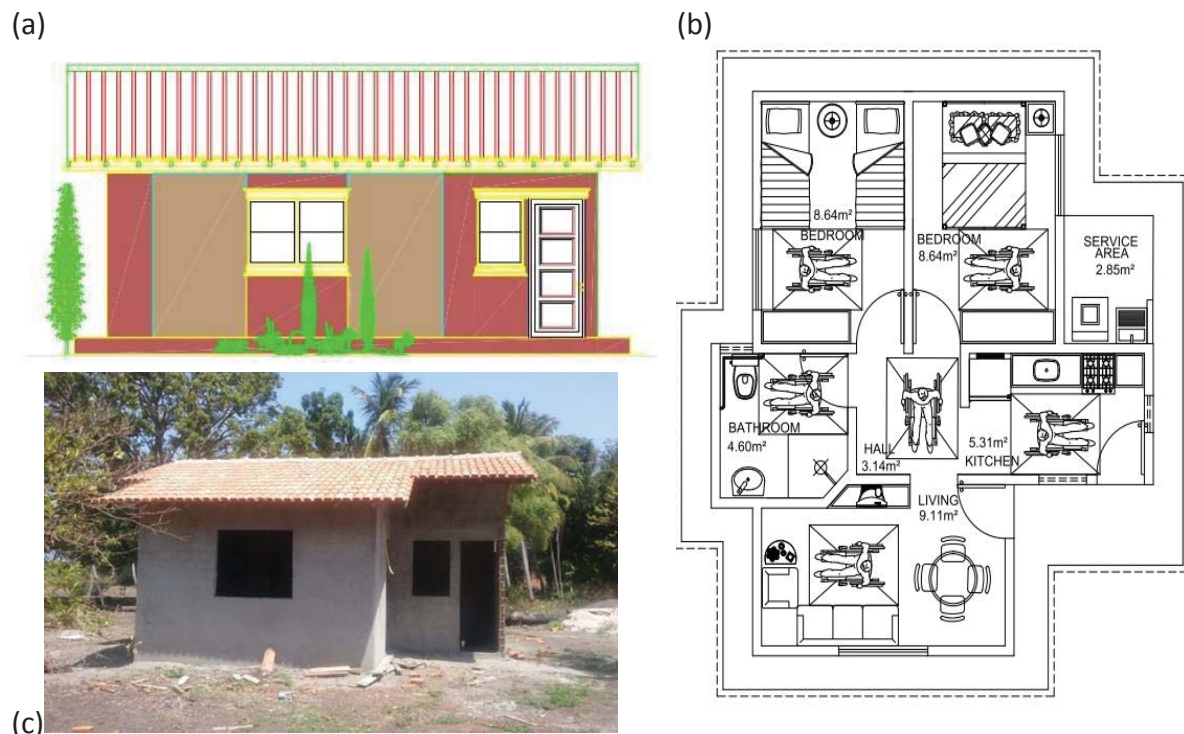 (a)
(b)
8.64m²
BEDROOM
BEDROOM
8.64m²
SERVICE
AREA
2.85m²
BATHROOM
4.60m²
HALL
3.14m²
5.31m²
KITCHEN
LIVING
9.11m²
(c)